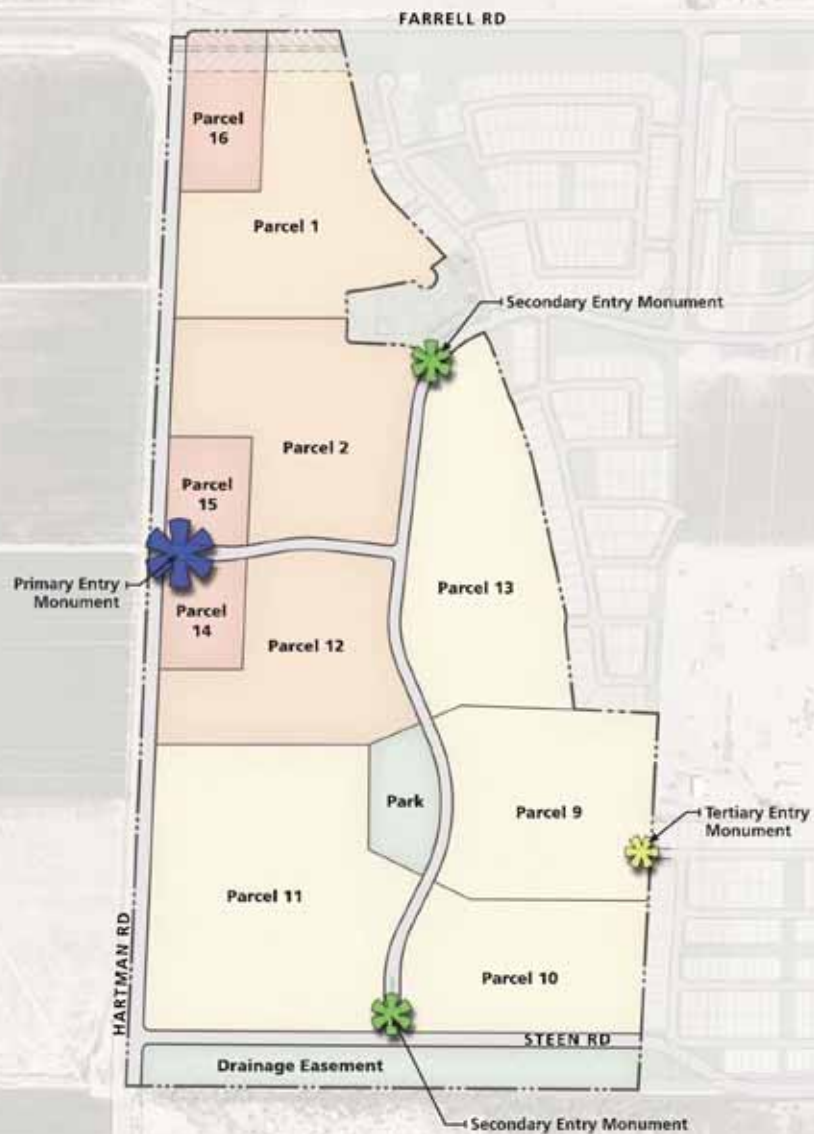 FARRELL RD
Parcel
16
Parcel 1
Secondary Entry Monument
Parcel 2
Parcel
15
Primary Entry
Monument
Parcel
14
Parcel 13
Parcel 12
Park
Parcel 9
Tertiary Entry
Monument
Parcel 11
HARTMAN RD
Parcel 10
STEEN RD
Drainage Easement
Secondary Entry Monument